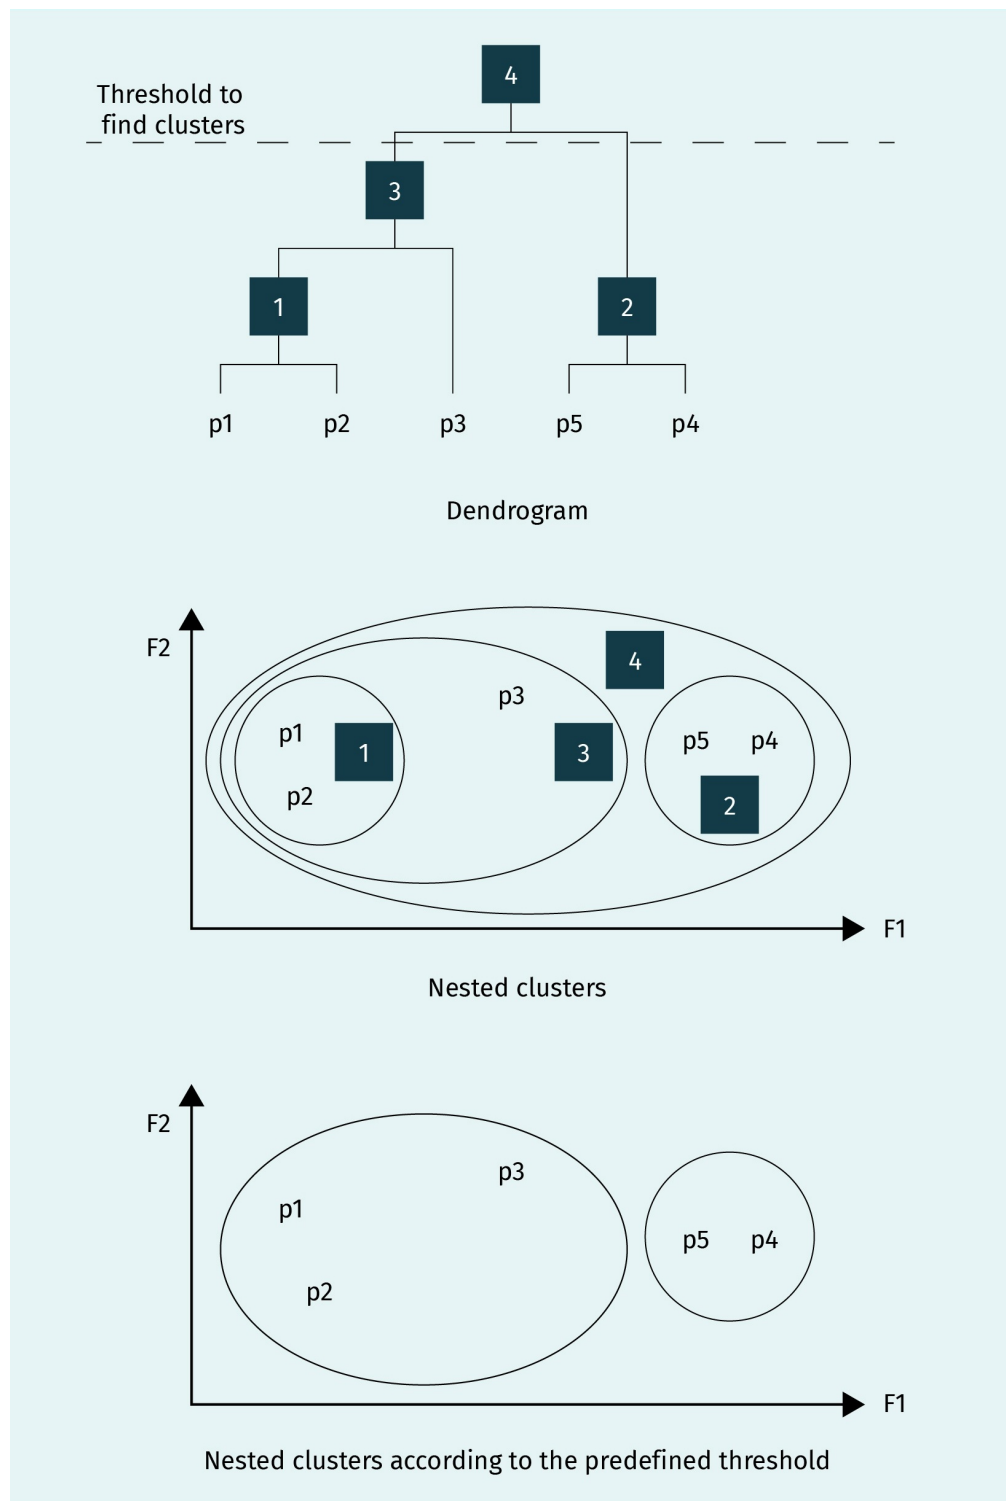 4
Threshold to
find clusters
3
1
2
p1 p2 p3 p5 p4
Dendrogram
F2
4
p3
p1
1
3
p5 p4
p2
2
F1
Nested clusters
F2
p3
p1
p5 p4
p2
F1
Nested clusters according to the predefined threshold